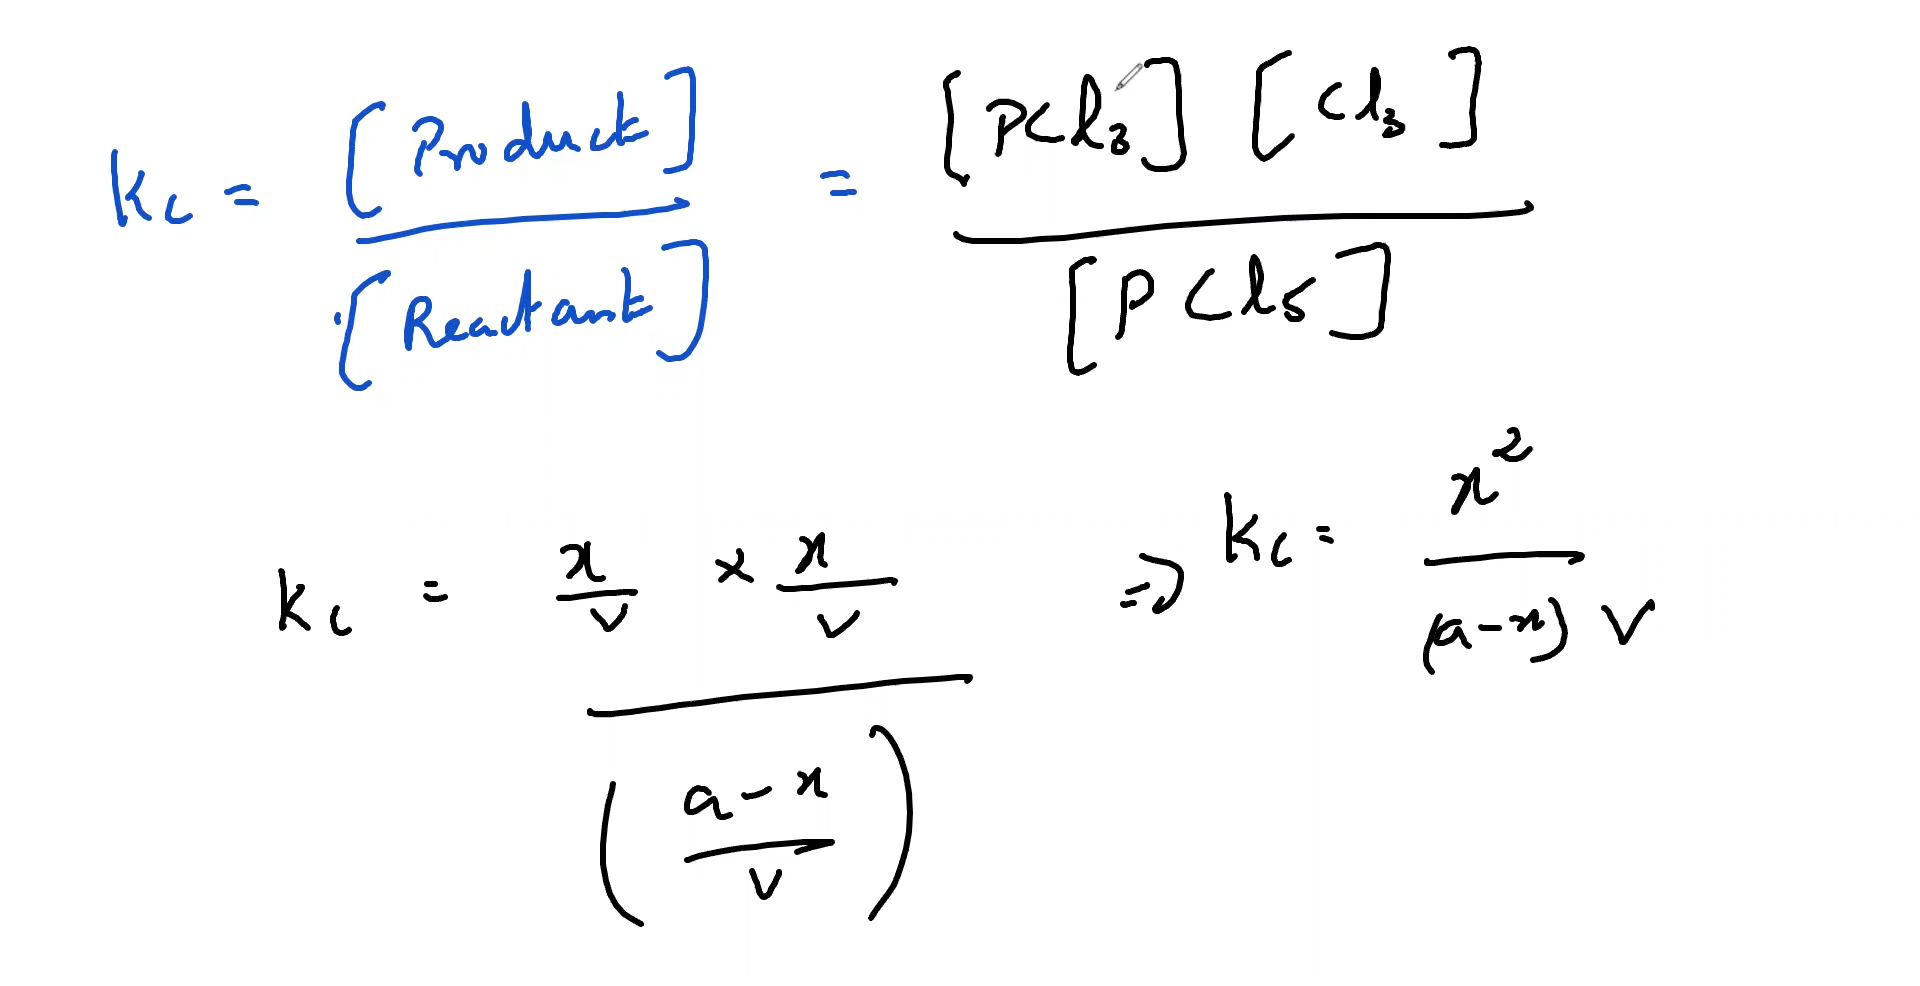 Kc = [Product] / [Reactant] = [PCl3] [Cl3] / [PCl5]
Kc = x/v × x/v / (a-x/v) => Kc = x² / (a-x) v